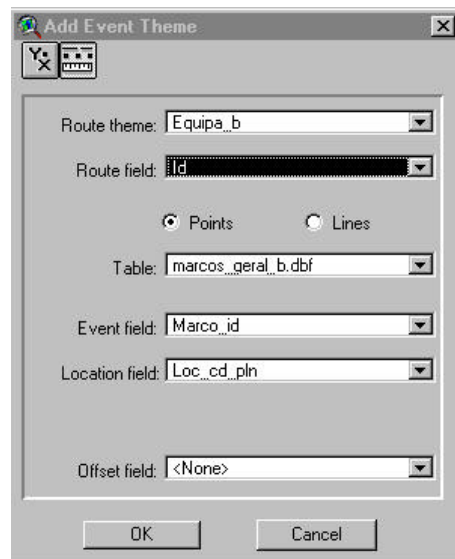 Add Event Theme
Route theme: Equipa_b
Route field: Id
Points Lines
Table: marcos_geral_b.dbf
Event field: Marco_id
Location field: Loc_cd_pln
Offset field: <None>
OK Cancel